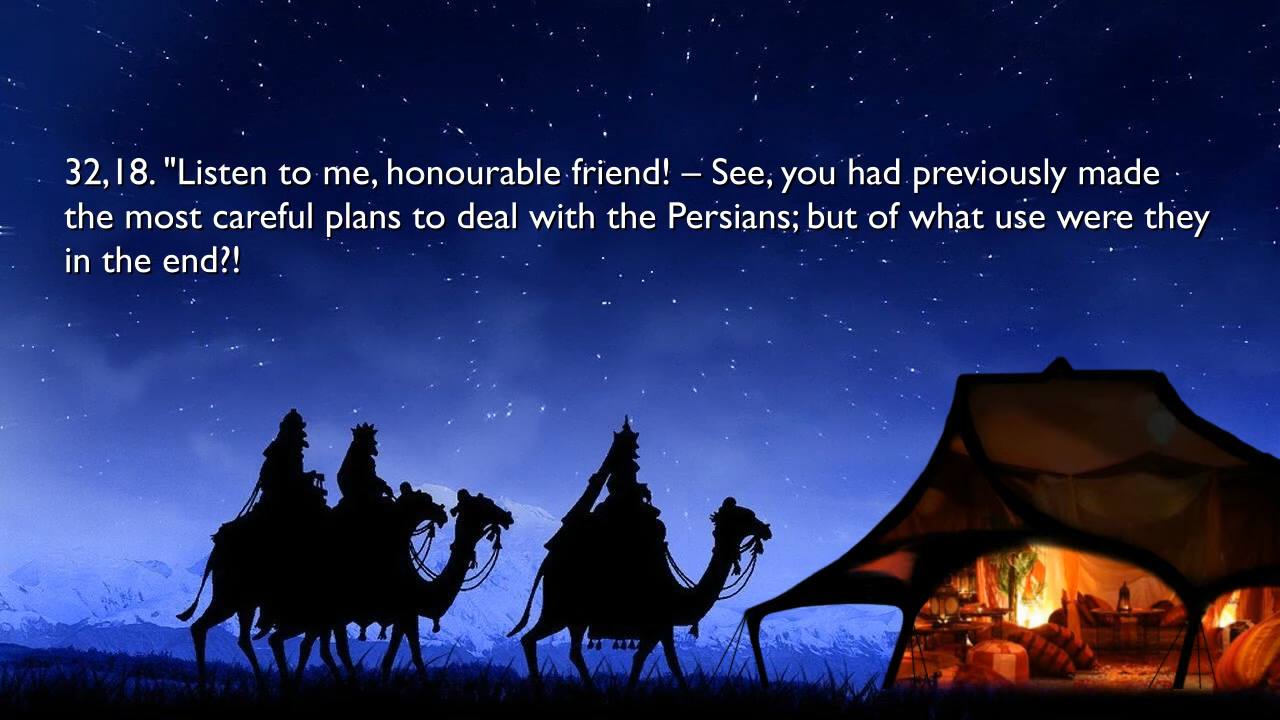 32,18. "Listen to me, honourable friend! – See, you had previously made
the most careful plans to deal with the Persians; but of what use were they
in the end?!